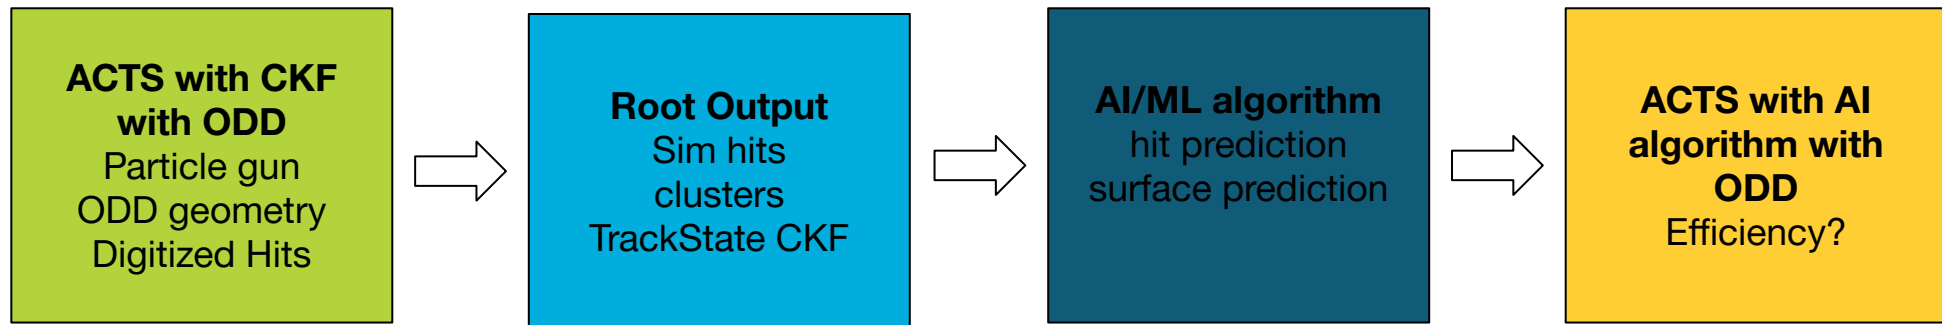 ACTS with CKF
with ODD
Particle gun
ODD geometry
Digitized Hits
Root Output
Sim hits
clusters
TrackState CKF
AI/ML algorithm
hit prediction
surface prediction
ACTS with AI
algorithm with
ODD
Efficiency?